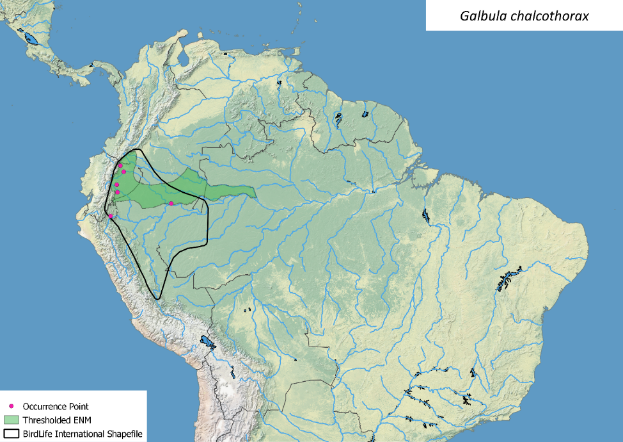 Galbula chalcothorax
Occurrence Point
Thresholded ENM
BirdLife International Shapefile